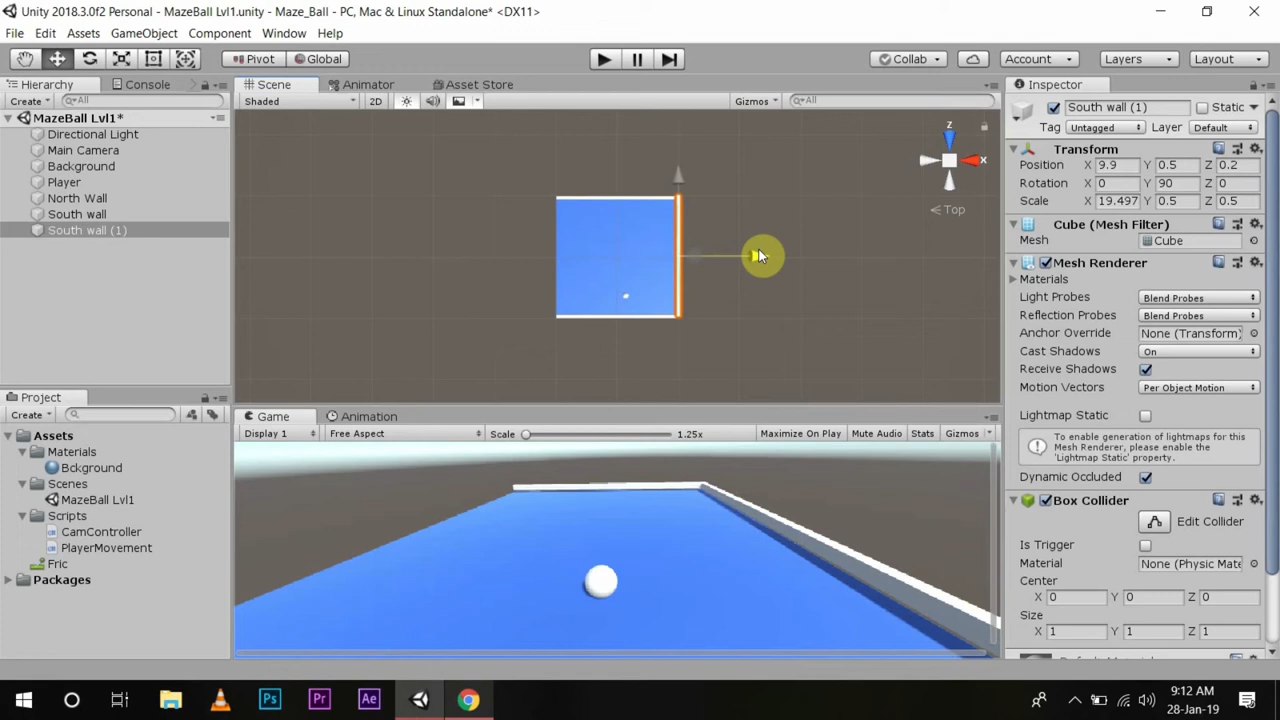 Unity 2018.3.0f2 Personal - MazeBall Lvl1.unity - Maze_Ball - PC, Mac & Linux Standalone* <DX11>
File Edit Assets GameObject Component Window Help
Pivot Global Collab Account Layers Layout
Hierarchy Console
Create All
MazeBall Lvl1*
Directional Light
Main Camera
Background
Player
North Wall
South wall
South wall (1)
Project
Create
Assets
Materials
Bckground
Scenes
MazeBall Lvl1
Scripts
CamController
PlayerMovement
Fric
Packages
Scene Animator Asset Store
Shaded 2D Gizmos All
z
x
Top
Game Animation
Display 1 Free Aspect Scale 1.25x Maximize On Play Mute Audio Stats Gizmos
Inspector
South wall (1) Static
Tag Untagged Layer Default
Transform
Position X 9.9 Y 0.5 Z 0.2
Rotation X 0 Y 90 Z 0
Scale X 19.497 Y 0.5 Z 0.5
Cube (Mesh Filter)
Mesh Cube
Mesh Renderer
Materials
Light Probes Blend Probes
Reflection Probes Blend Probes
Anchor Override None (Transform)
Cast Shadows On
Receive Shadows
Motion Vectors Per Object Motion
Lightmap Static
To enable generation of lightmaps for this
Mesh Renderer, please enable the
'Lightmap Static' property.
Dynamic Occluded
Box Collider
Edit Collider
Is Trigger
Material None (Physic Mate
Center
X 0 Y 0 Z 0
Size
X 1 Y 1 Z 1
Ps Pr Ae
9:12 AM
28-Jan-19